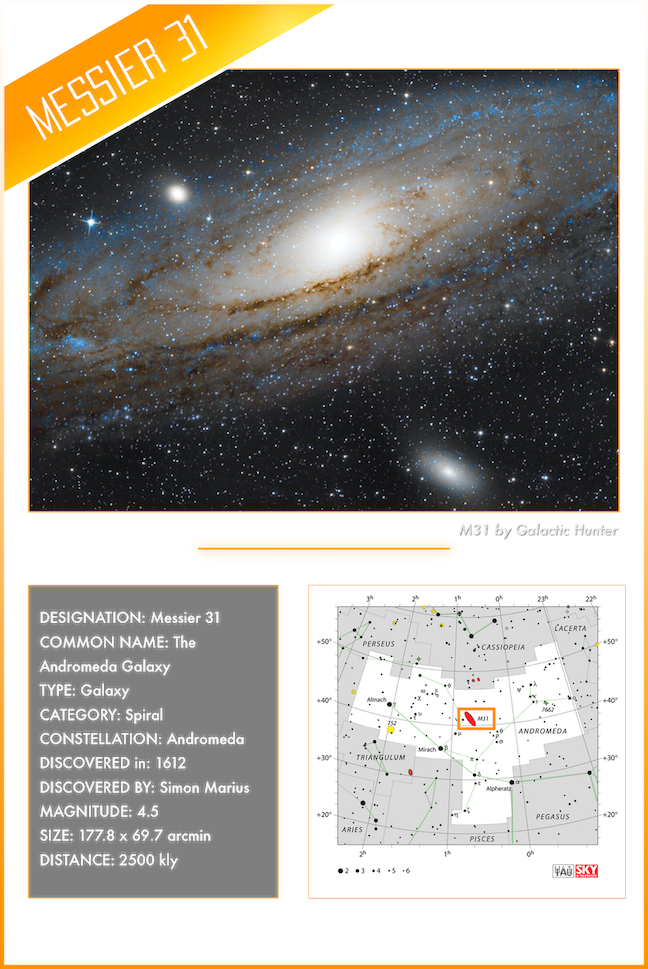 MESSIER 31
M31 by Galactic Hunter
DESIGNATION: Messier 31
COMMON NAME: The
Andromeda Galaxy
TYPE: Galaxy
CATEGORY: Spiral
CONSTELLATION: Andromeda
DISCOVERED in: 1612
DISCOVERED BY: Simon Marius
MAGNITUDE: 4.5
SIZE: 177.8 x 69.7 arcmin
DISTANCE: 2500 kly
3h 2h 1h 0h 23h 22h
+50° +50°
LACERTA
PERSEUS
CASSIOPEIA
+40° +40°
Almach γ
M31
7662
752
ANDROMEDA
Mirach β
+30° +30°
TRIANGULUM
Alpheratz α
+20° +20°
ARIES
PEGASUS
PISCES
2h 1h 0h
2 3 4 5 6
IAU SKY